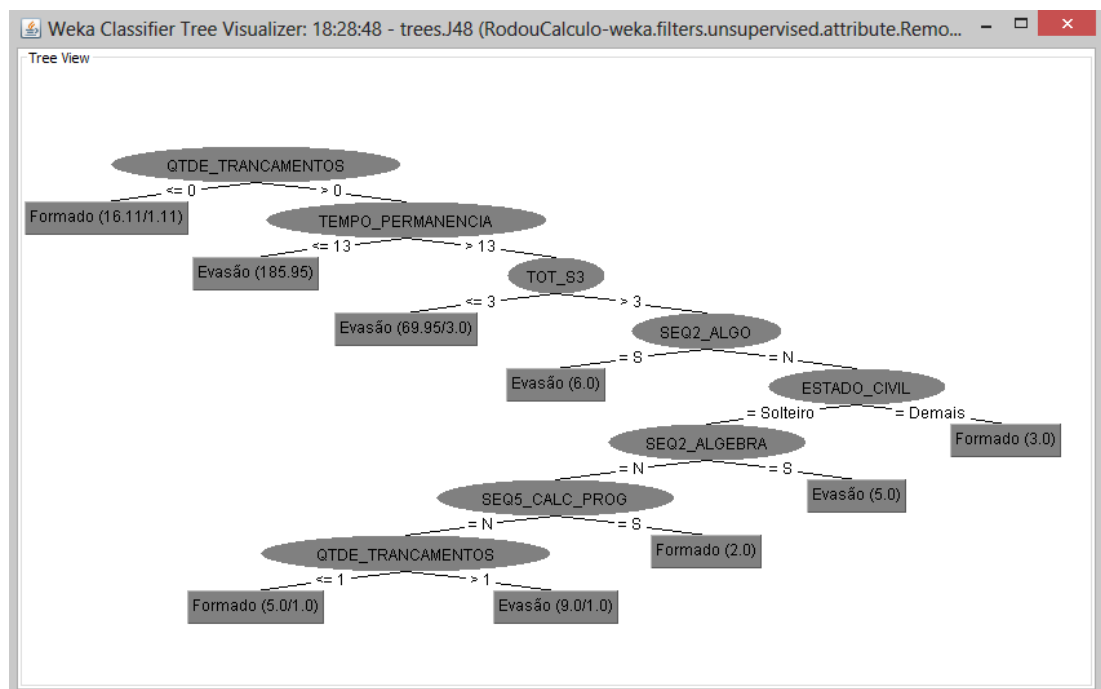 Weka Classifier Tree Visualizer: 18:28:48 - trees.J48 (RodouCalculo-weka.filters.unsupervised.attribute.Remo...
Tree View
QTDE_TRANCAMENTOS
<= 0 > 0
Formado (16.11/1.11) TEMPO_PERMANENCIA
<= 13 > 13
Evasão (185.95) TOT_S3
<= 3 > 3
Evasão (69.95/3.0) SEQ2_ALGO
= S = N
Evasão (6.0) ESTADO_CIVIL
= Solteiro = Demais
SEQ2_ALGEBRA Formado (3.0)
= N = S
SEQ5_CALC_PROG Evasão (5.0)
= N = S
QTDE_TRANCAMENTOS Formado (2.0)
<= 1 > 1
Formado (5.0/1.0) Evasão (9.0/1.0)